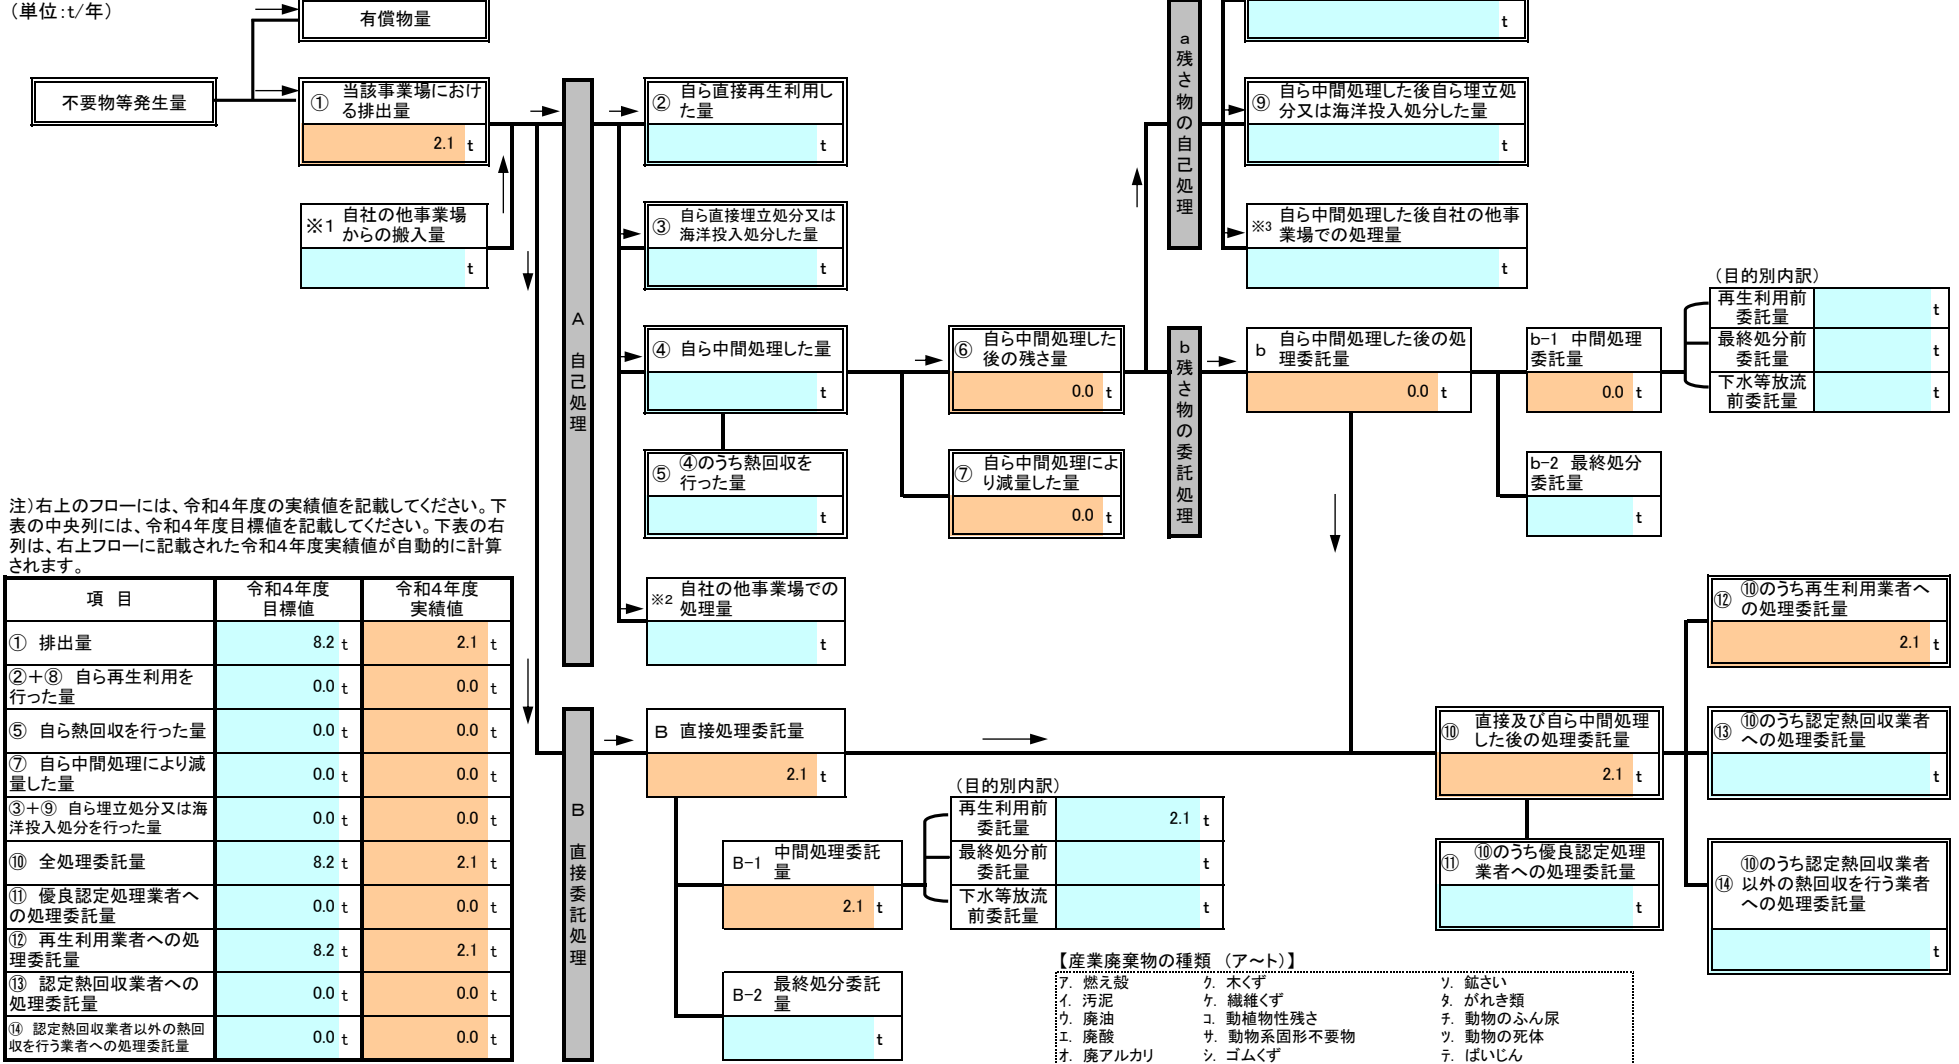 （単位：t/年）
有償物量
不要物等発生量
① 当該事業場におけ
る排出量
2.1 t
※1 自社の他事業場
からの搬入量
t
A 自己処理
② 自ら直接再生利用し
た量
t
③ 自ら直接埋立処分又は
海洋投入処分した量
t
④ 自ら中間処理した量
t
⑤ ④のうち熱回収を
行った量
t
※2 自社の他事業場での
処理量
t
⑥ 自ら中間処理した
後の残さ量
0.0 t
⑦ 自ら中間処理によ
り減量した量
0.0 t
a 残さ物の自己処理
t
⑨ 自ら中間処理した後自ら埋立処
分又は海洋投入処分した量
t
※3 自ら中間処理した後自社の他事
業場での処理量
t
b 残さ物の委託処理
b 自ら中間処理した後の処
理委託量
0.0 t
b-1 中間処理
委託量
0.0 t
（目的別内訳）
再生利用前
委託量 t
最終処分前
委託量 t
下水等放流
前委託量 t
b-2 最終処分
委託量
t
注）右上のフローには、令和４年度の実績値を記載してください。下
表の中央列には、令和４年度目標値を記載してください。下表の右
列は、右上フローに記載された令和４年度実績値が自動的に計算
されます。
項 目 令和４年度
目標値 令和４年度
実績値
① 排出量 8.2 t 2.1 t
②＋⑧ 自ら再生利用を
行った量 0.0 t 0.0 t
⑤ 自ら熱回収を行った量 0.0 t 0.0 t
⑦ 自ら中間処理により減
量した量 0.0 t 0.0 t
③＋⑨ 自ら埋立処分又は海
洋投入処分を行った量 0.0 t 0.0 t
⑩ 全処理委託量 8.2 t 2.1 t
⑪ 優良認定処理業者へ
の処理委託量 0.0 t 0.0 t
⑫ 再生利用業者への処
理委託量 8.2 t 2.1 t
⑬ 認定熱回収業者への
処理委託量 0.0 t 0.0 t
⑭ 認定熱回収業者以外の熱回
収を行う業者への処理委託量 0.0 t 0.0 t
B 直接委託処理
B 直接処理委託量
2.1 t
B-1 中間処理委託
量
2.1 t
（目的別内訳）
再生利用前
委託量 2.1 t
最終処分前
委託量 t
下水等放流
前委託量 t
B-2 最終処分委託
量
t
⑩ 直接及び自ら中間処理
した後の処理委託量
2.1 t
⑪ ⑩のうち優良認定処理
業者への処理委託量
t
⑫ ⑩のうち再生利用業者へ
の処理委託量
2.1 t
⑬ ⑩のうち認定熱回収業者
への処理委託量
t
⑭ ⑩のうち認定熱回収業者
以外の熱回収を行う業者
への処理委託量
t
【産業廃棄物の種類 （ア～ト）】
ア. 燃え殻 ク. 木くず ソ. 鉱さい
イ. 汚泥 ケ. 繊維くず タ. がれき類
ウ. 廃油 コ. 動植物性残さ チ. 動物のふん尿
エ. 廃酸 サ. 動物系固形不要物 ツ. 動物の死体
オ. 廃アルカリ シ. ゴムくず テ. ばいじん